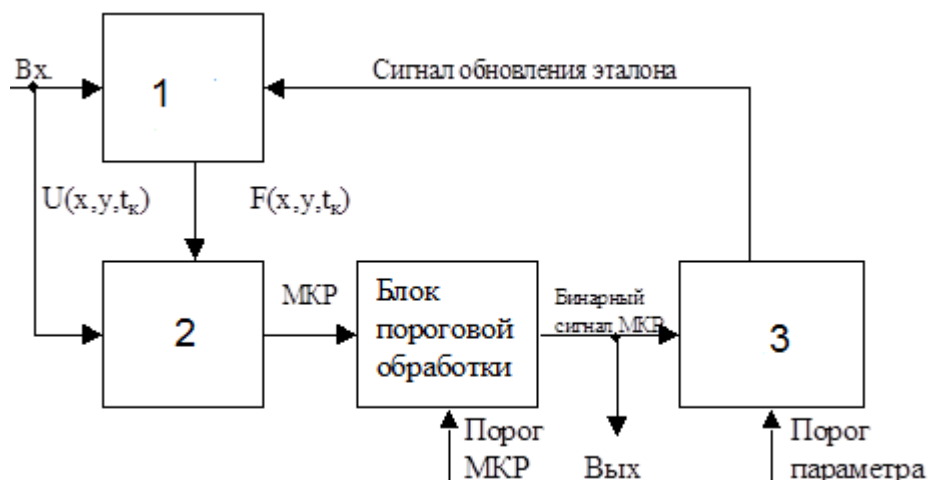 Вх.
1
Сигнал обновления эталона
U(x,y,tк)
F(x,y,tк)
2
МКР
Блок
пороговой
обработки
Бинарный
сигнал МКР
3
Порог
МКР
Вых
Порог
параметра